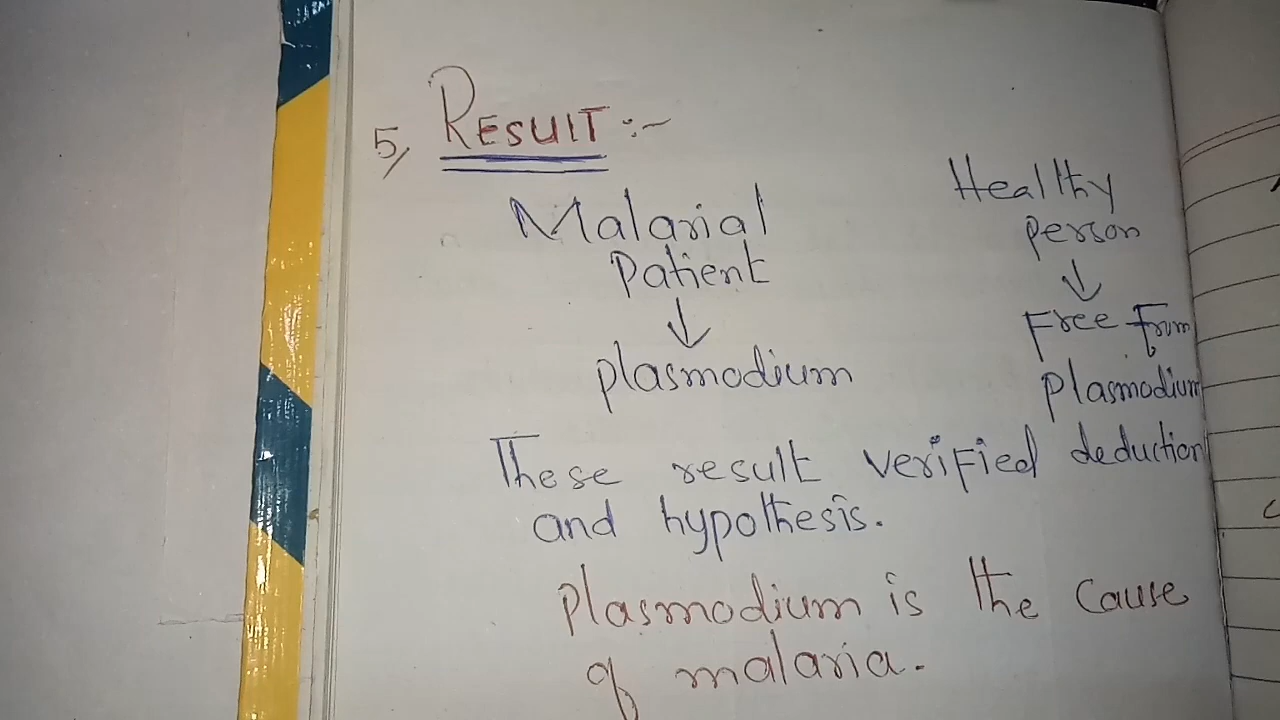 5, RESULT :-
Malarial
Patient
↓
plasmodium
Healthy
person
↓
Free from
plasmodium
These result verified deduction
and hypothesis.
plasmodium is the cause
of malaria.